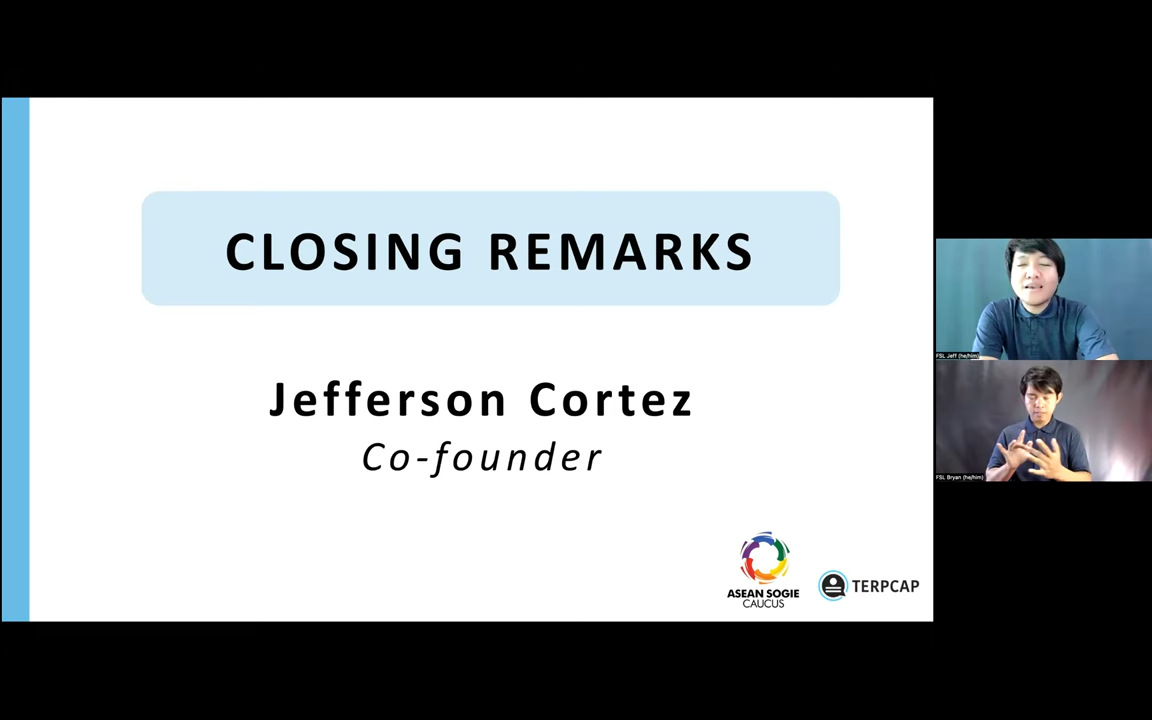 CLOSING REMARKS
Jefferson Cortez
Co-founder
ASEAN SOGIE
CAUCUS
TERPCAP
FSL Jeff (he/him)
FSL Bryan (he/him)